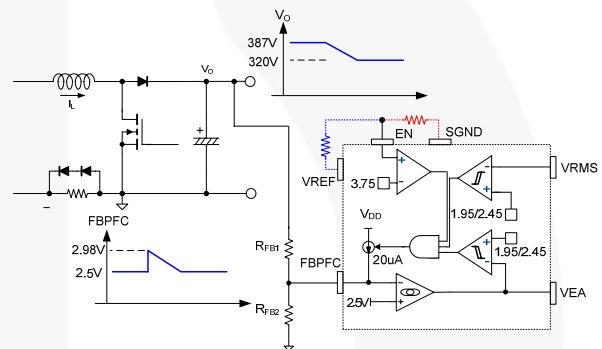 Vo
387V
320V
Vo
IL
+
EN
SGND
–
VREF
+
3.75
-
-
+
VRMS
1.95/2.45
FBPFC
2.98V
2.5V
VDD
20uA
+
-
1.95/2.45
RFB1
FBPFC
-
2.5V
+
VEA
RFB2